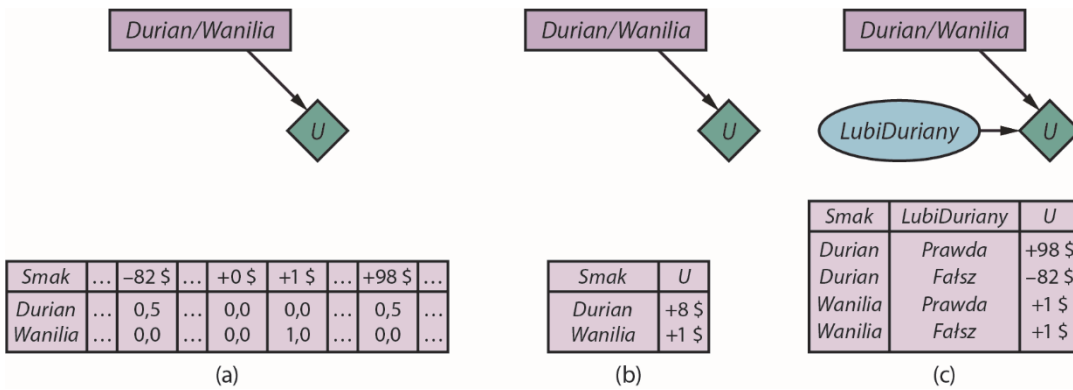 Durian/Wanilia
U
Smak … –82 $ … +0 $ +1 $ … +98 $ …
Durian … 0,5 … 0,0 0,0 … 0,5 …
Wanilia … 0,0 … 0,0 1,0 … 0,0 …
(a)
Durian/Wanilia
U
Smak U
Durian +8 $
Wanilia +1 $
(b)
Durian/Wanilia
LubiDuriany
U
Smak LubiDuriany U
Durian Prawda +98 $
Durian Fałsz –82 $
Wanilia Prawda +1 $
Wanilia Fałsz +1 $
(c)